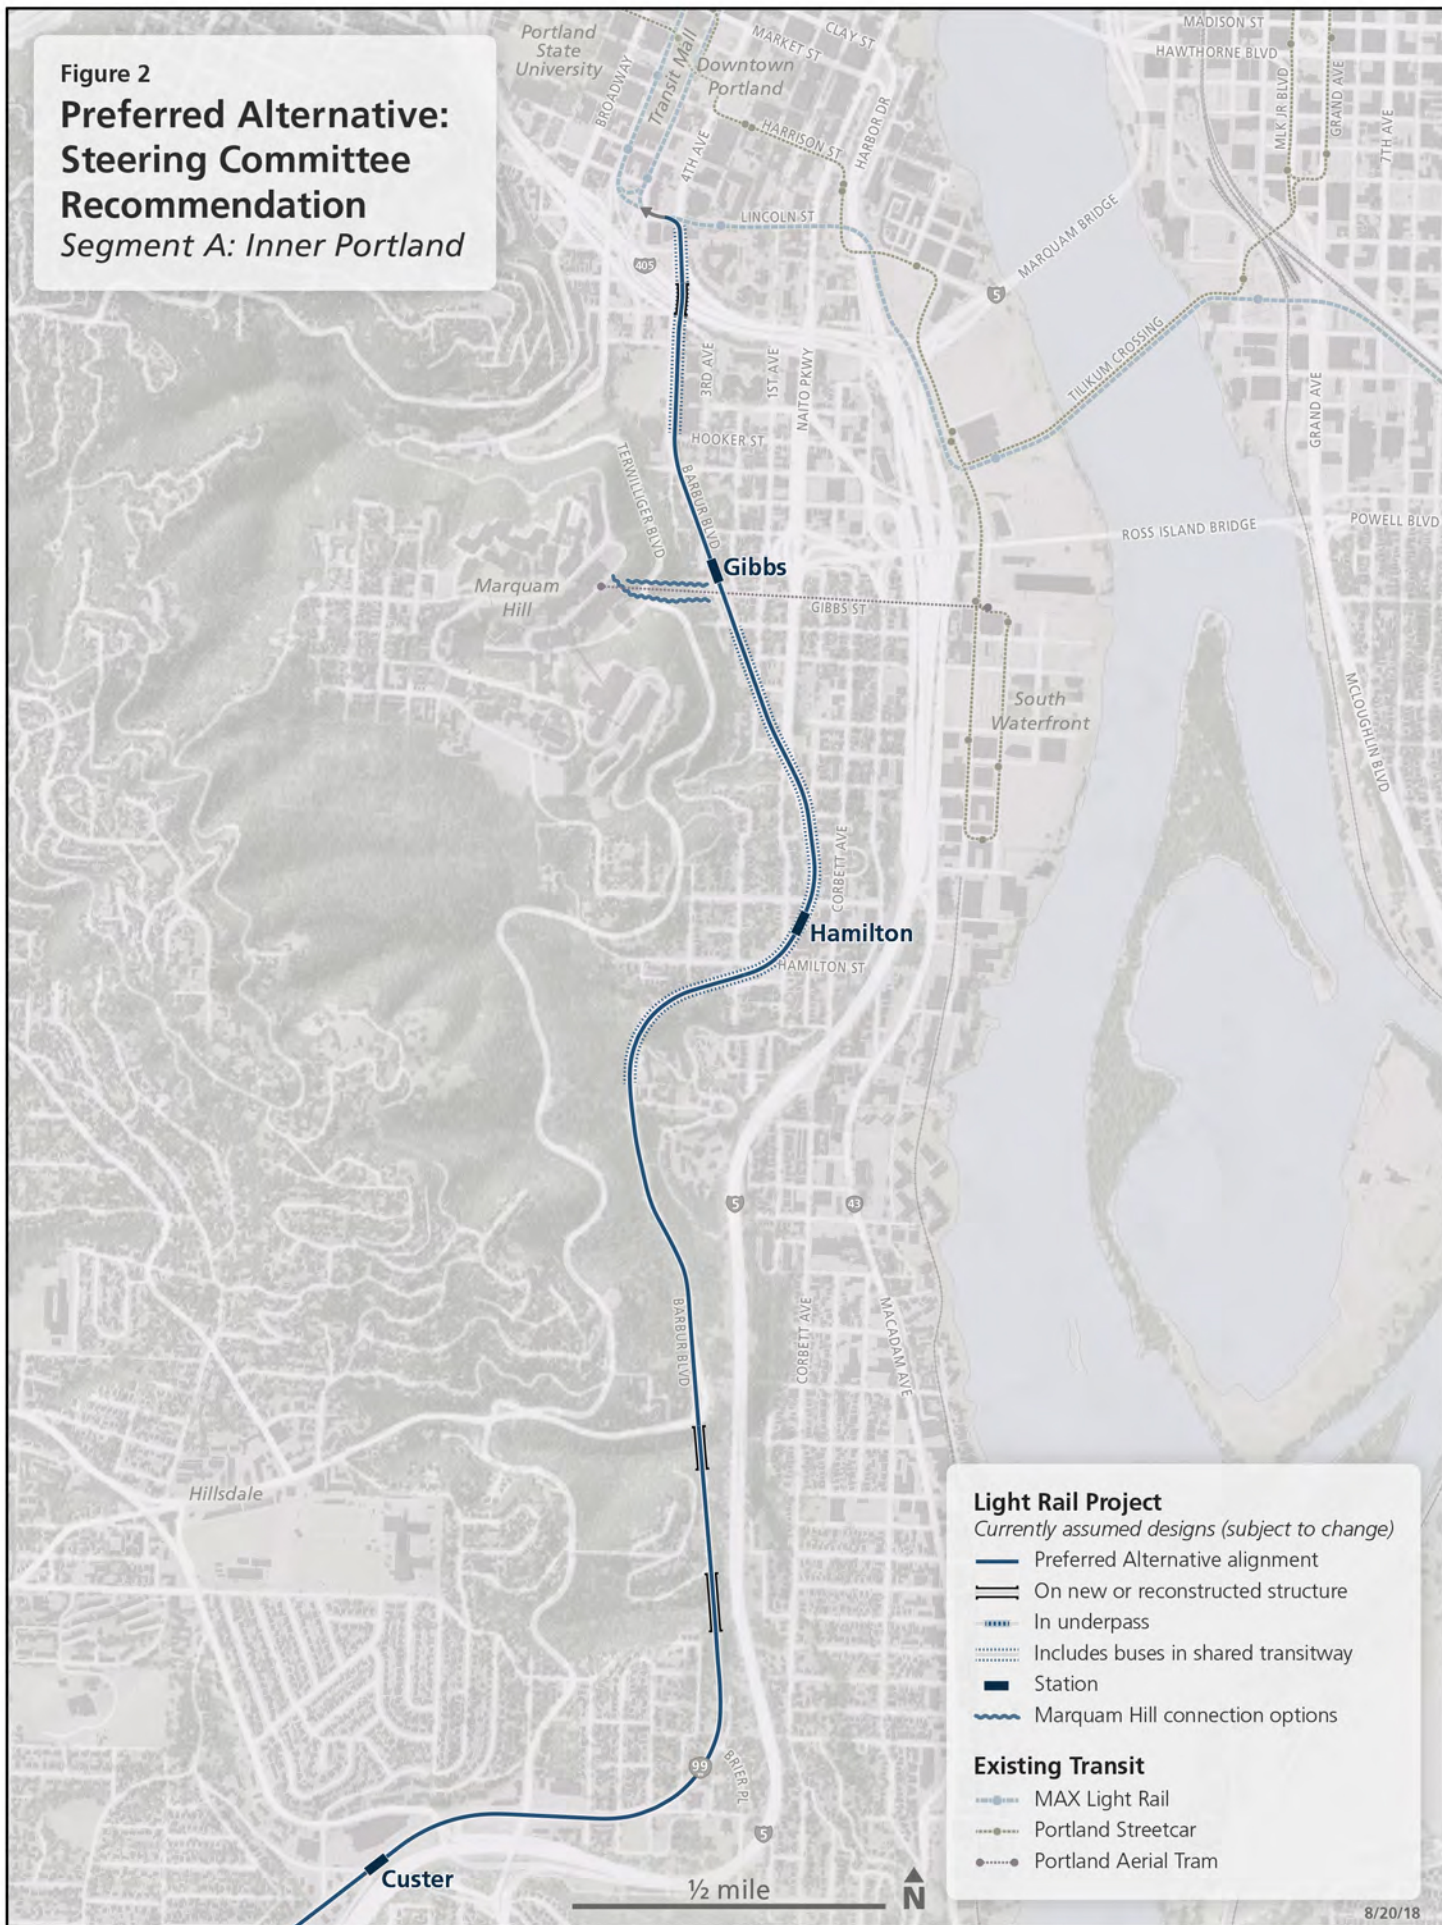 Figure 2
Preferred Alternative:
Steering Committee
Recommendation
Segment A: Inner Portland
Portland
State
University
BROADWAY
Transit Mall
Downtown
Portland
MARKET ST
CLAY ST
4TH AVE
HARRISON ST
HARBOR DR
LINCOLN ST
MADISON ST
HAWTHORNE BLVD
MLK JR BLVD
GRAND AVE
7TH AVE
405
5
MARQUAM BRIDGE
TILIKUM CROSSING
3RD AVE
1ST AVE
NAITO PKWY
GRAND AVE
HOOKER ST
TERWILLIGER BLVD
BARBUR BLVD
ROSS ISLAND BRIDGE
POWELL BLVD
Gibbs
Marquam
Hill
GIBBS ST
South
Waterfront
MCLOUGHLIN BLVD
CORBETT AVE
Hamilton
HAMILTON ST
5
43
BARBUR BLVD
CORBETT AVE
MACADAM AVE
Hillsdale
99
BRIER PL
5
Custer
½ mile
N
Light Rail Project
Currently assumed designs (subject to change)
Preferred Alternative alignment
On new or reconstructed structure
In underpass
Includes buses in shared transitway
Station
Marquam Hill connection options
Existing Transit
MAX Light Rail
Portland Streetcar
Portland Aerial Tram
8/20/18